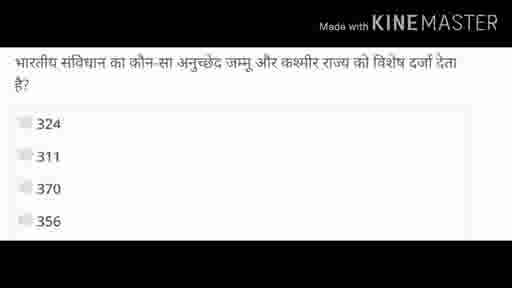 Made with KINEMASTER
भारतीय संविधान का कौन-सा अनुच्छेद जम्मू और कश्मीर राज्य को विशेष दर्जा देता
है?
324
311
370
356